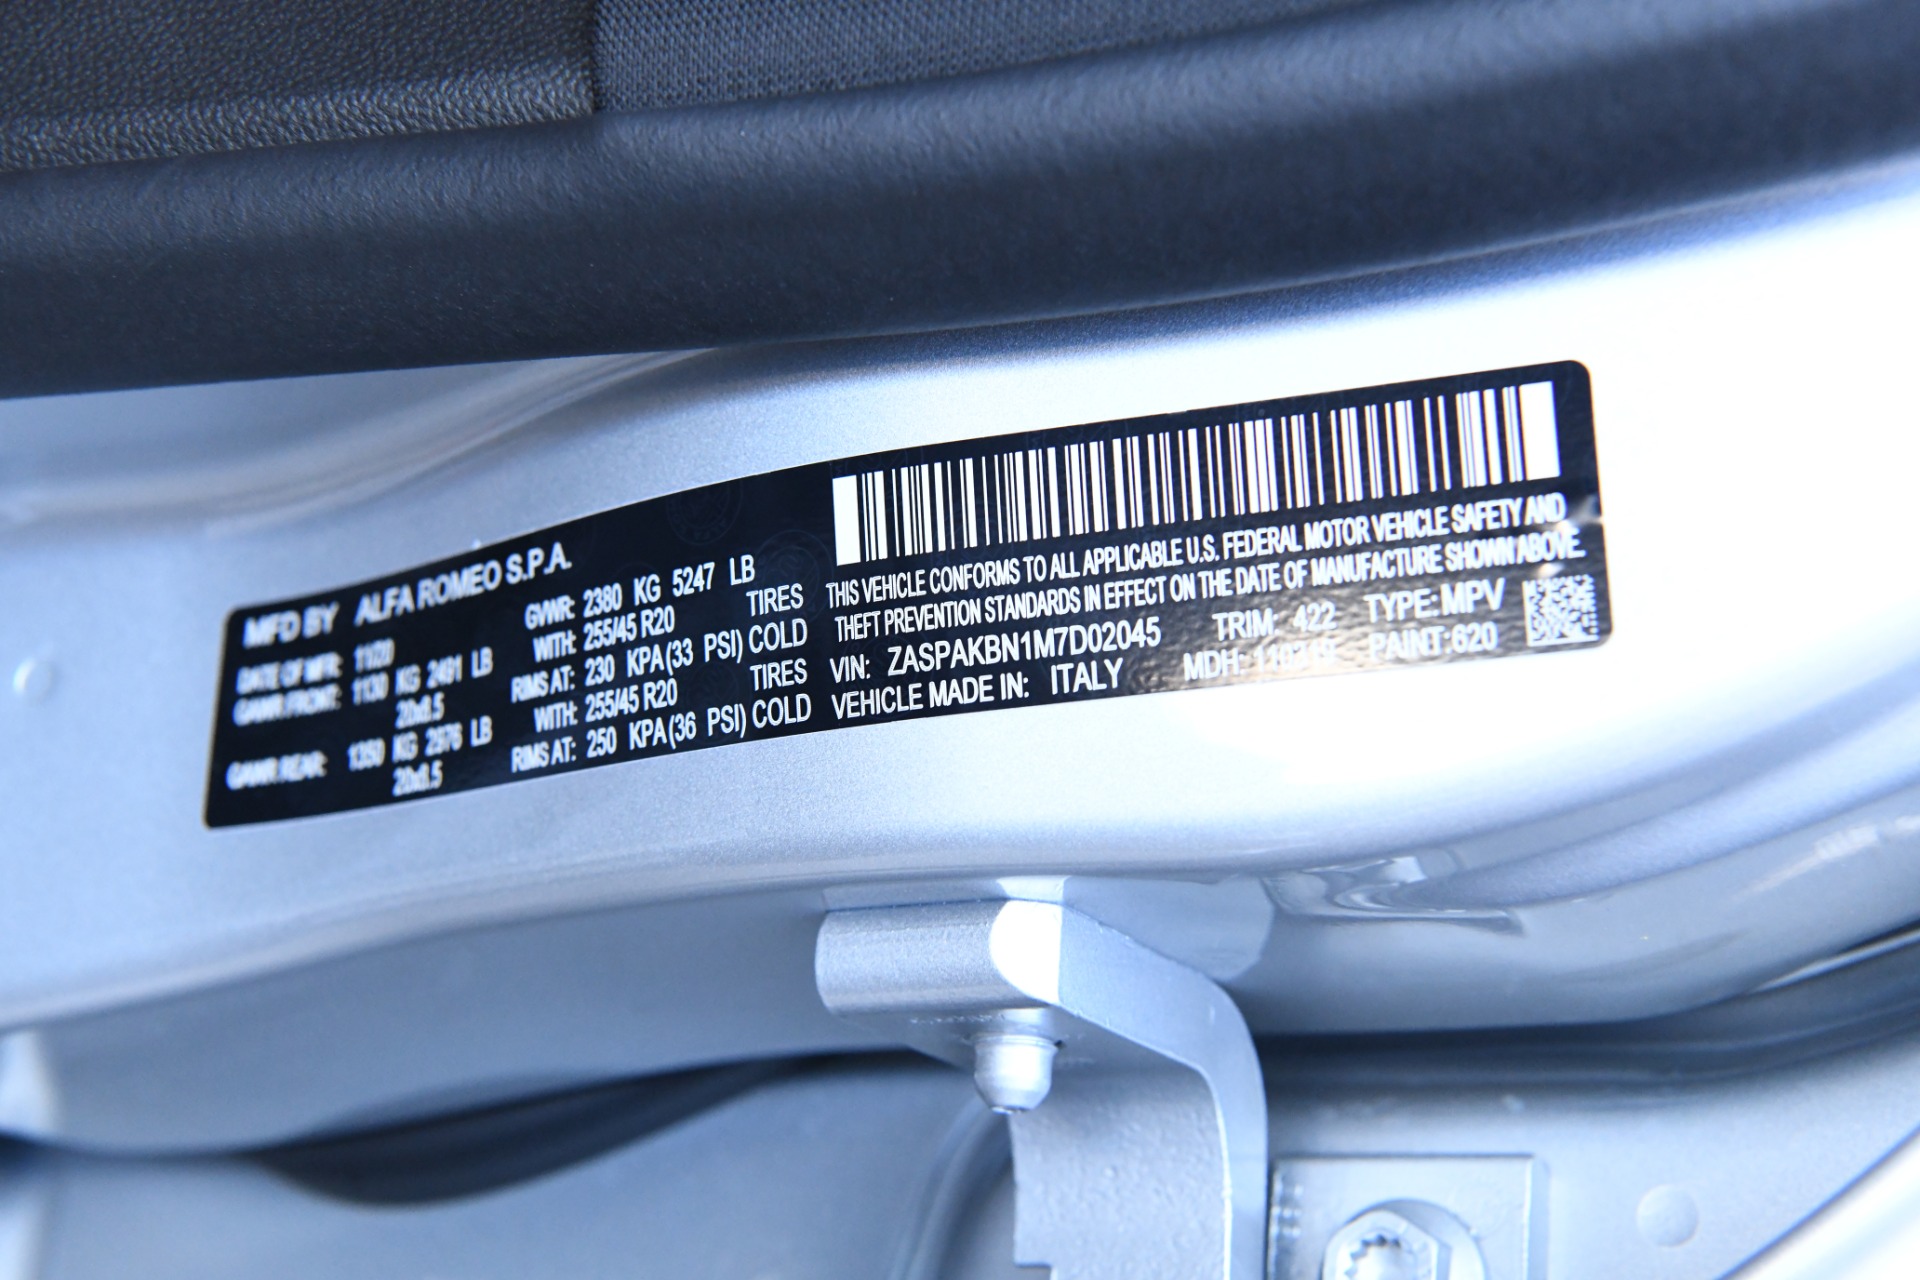 MFD BY ALFA ROMEO S.P.A.
DATE OF MFR: 11/20 GVWR: 2380 KG 5247 LB
GAWR FRONT: 1130 KG 2491 LB WITH: 255/45 R20 TIRES
20x8.5 RIMS AT: 230 KPA(33 PSI) COLD
GAWR REAR: 1350 KG 2976 LB WITH: 255/45 R20 TIRES
20x8.5 RIMS AT: 250 KPA(36 PSI) COLD
THIS VEHICLE CONFORMS TO ALL APPLICABLE U.S. FEDERAL MOTOR VEHICLE SAFETY AND
THEFT PREVENTION STANDARDS IN EFFECT ON THE DATE OF MANUFACTURE SHOWN ABOVE.
VIN: ZASPAKBN1M7D02045 TRIM: 422 TYPE: MPV
VEHICLE MADE IN: ITALY MDH: PAINT: 620